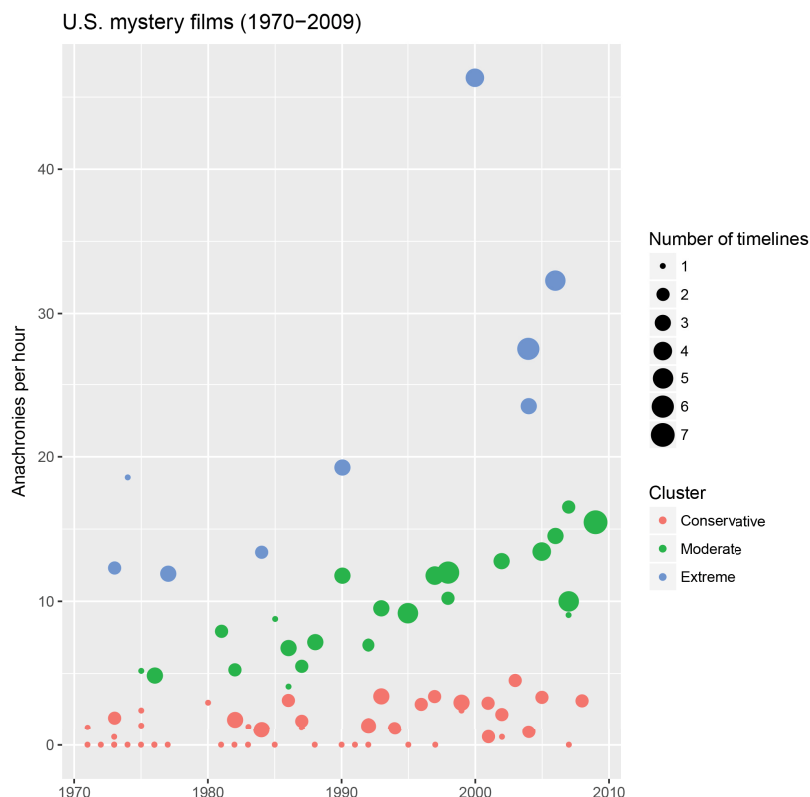 U.S. mystery films (1970−2009)
Anachronies per hour
40
30
20
10
0
1970 1980 1990 2000 2010
Number of timelines
1
2
3
4
5
6
7
Cluster
Conservative
Moderate
Extreme